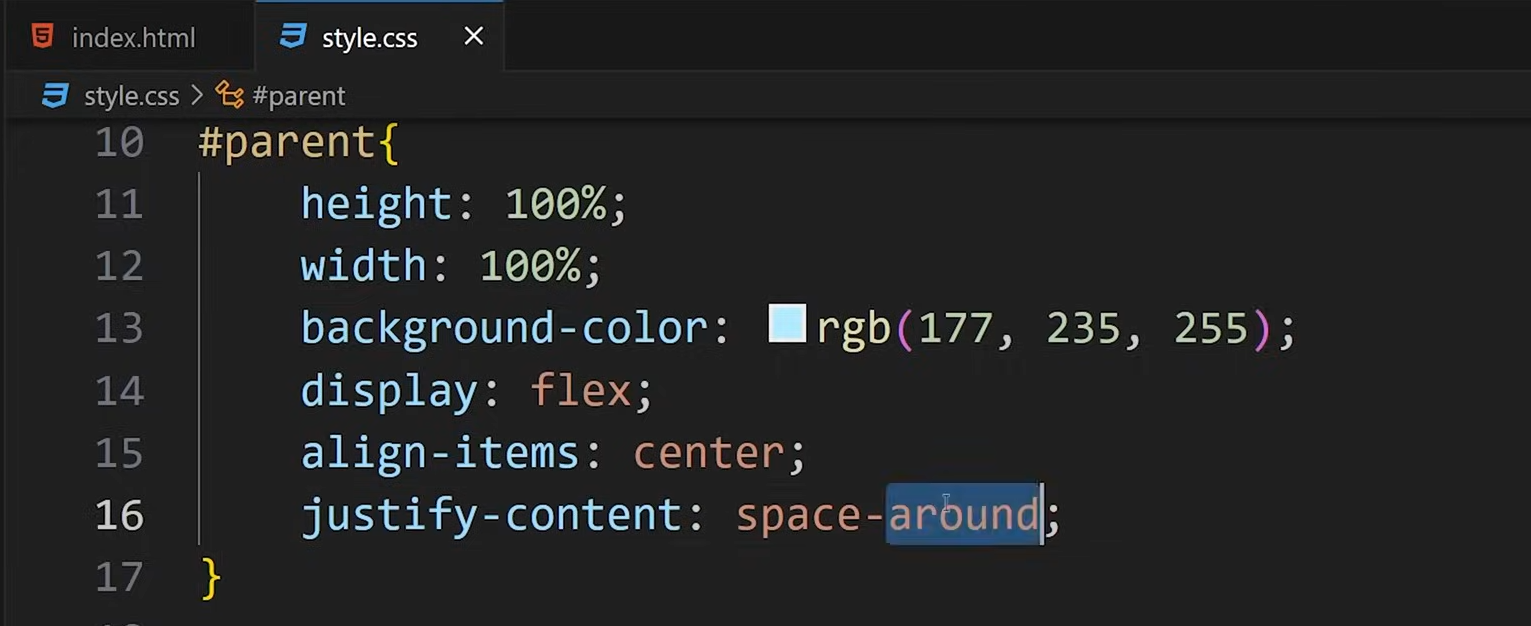 index.html style.css
style.css > #parent
10 #parent{
11 height: 100%;
12 width: 100%;
13 background-color: rgb(177, 235, 255);
14 display: flex;
15 align-items: center;
16 justify-content: space-around;
17 }